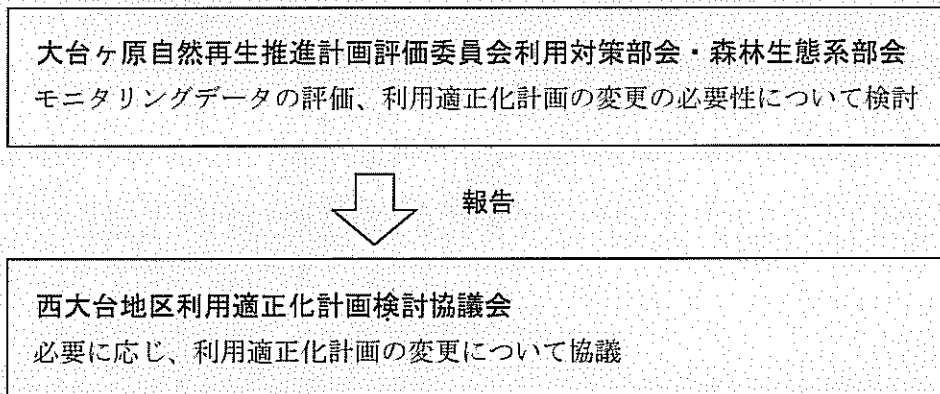 大台ヶ原自然再生推進計画評価委員会利用対策部会・森林生態系部会
モニタリングデータの評価、利用適正化計画の変更の必要性について検討
報告
西大台地区利用適正化計画検討協議会
必要に応じ、利用適正化計画の変更について協議